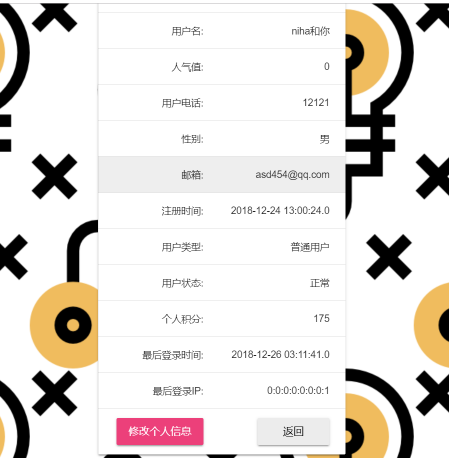 用户名: niha和你
人气值: 0
用户电话: 12121
性别: 男
邮箱: asd454@qq.com
注册时间: 2018-12-24 13:00:24.0
用户类型: 普通用户
用户状态: 正常
个人积分: 175
最后登录时间: 2018-12-26 03:11:41.0
最后登录IP: 0:0:0:0:0:0:0:1
修改个人信息 返回